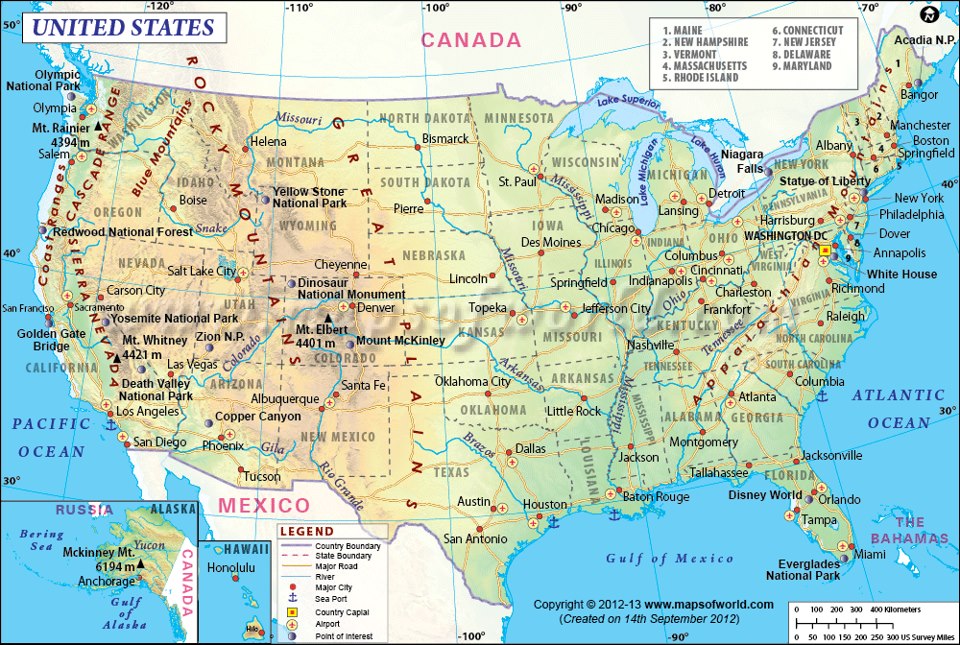 UNITED STATES
50°
-110°
-100°
-90°
-80°
-70°
50°
CANADA
1. MAINE
2. NEW HAMPSHIRE
3. VERMONT
4. MASSACHUSETTS
5. RHODE ISLAND
6. CONNECTICUT
7. NEW JERSEY
8. DELAWARE
9. MARYLAND
Acadia N.P.
Olympic
National Park
Olympia
Mt. Rainier
4394 m
Salem
WASHINGTON
CASCADE RANGE
Blue Mountains
Coast Ranges
ROCKY MOUNTAINS
GREAT PLAINS
Missouri
Helena
MONTANA
NORTH DAKOTA
Bismarck
MINNESOTA
Lake Superior
Lake Michigan
Lake Huron
Niagara
Falls
1
Bangor
2
3
4
5
6
7
8
9
Manchester
Boston
Springfield
Albany
NEW YORK
Statue of Liberty
40°
New York
Philadelphia
Dover
Annapolis
White House
IDAHO
Boise
Snake
OREGON
Redwood National Forest
Yellow Stone
National Park
WYOMING
SOUTH DAKOTA
Pierre
St. Paul
Mississippi
WISCONSIN
Madison
MICHIGAN
Lansing
Detroit
Chicago
PENNSYLVANIA
Harrisburg
WASHINGTON DC
40°
NEVADA
Salt Lake City
UTAH
Cheyenne
Dinosaur
National Monument
NEBRASKA
Lincoln
IOWA
Des Moines
Missouri
ILLINOIS
Springfield
INDIANA
Indianapolis
OHIO
Columbus
Cincinnati
WEST-
VIRGINIA
Charleston
Frankfort
Ohio
VIRGINIA
Richmond
Carson City
San Francisco
Sacramento
SIERRA NEVADA
Golden Gate
Bridge
Yosemite National Park
Mt. Whitney
4421 m
Zion N.P.
Las Vegas
Death Valley
National Park
CALIFORNIA
Colorado
Denver
Mt. Elbert
4401 m
Mount McKinley
COLORADO
Topeka
KANSAS
Jefferson City
MISSOURI
KENTUCKY
Nashville
TENNESSEE
Tennessee
Appalachian Mountains
Raleigh
NORTH CAROLINA
SOUTH CAROLINA
Columbia
ARIZONA
Santa Fe
Albuquerque
Copper Canyon
Los Angeles
San Diego
Phoenix
Gila
Tucson
NEW MEXICO
Rio Grande
Oklahoma City
OKLAHOMA
Arkansas
ARKANSAS
Little Rock
Mississippi
MISSISSIPPI
ALABAMA
Atlanta
GEORGIA
Montgomery
PACIFIC
OCEAN
ATLANTIC
OCEAN
30°
30°
Brazos
Dallas
TEXAS
LOUISIANA
Jackson
Baton Rouge
Tallahassee
Jacksonville
FLORIDA
Disney World
Orlando
Tampa
Miami
Everglades
National Park
THE
BAHAMAS
Austin
Houston
San Antonio
MEXICO
Gulf of Mexico
RUSSIA
ALASKA
Bering
Sea
Yukon
Mckinney Mt.
6194 m
Anchorage
CANADA
Gulf
of
Alaska
HAWAII
Honolulu
Hilo
LEGEND
Country Boundary
State Boundary
Major Road
River
Major City
Sea Port
Country Capial
Airport
Point of Interest
Copyright © 2012-13 www.mapsofworld.com
(Created on 14th September 2012)
0 100 200 300 400 Kilometers
0 50 100 150 200 250 300 US Survey Miles
-100°
-90°
-80°